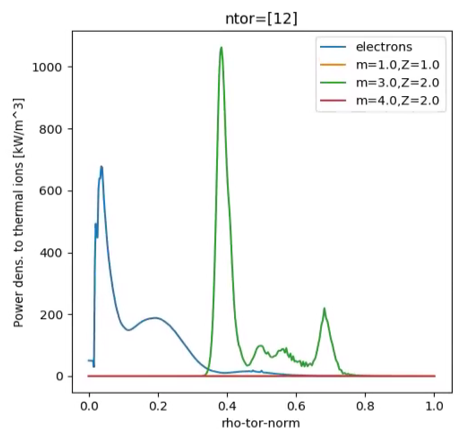 ntor=[12]
electrons
m=1.0,Z=1.0
m=3.0,Z=2.0
m=4.0,Z=2.0
Power dens. to thermal ions [kW/m^3]
1000
800
600
400
200
0
0.0 0.2 0.4 0.6 0.8 1.0
rho-tor-norm